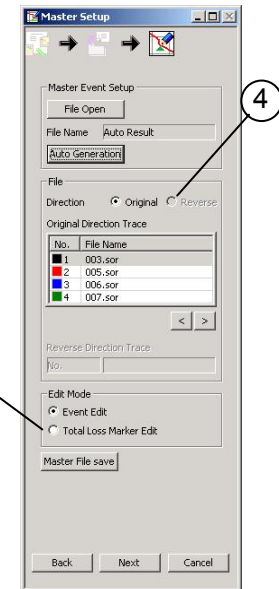 Master Setup
Master Event Setup
File Open
File Name Auto Result
Auto Generation
4
File
Direction Original Reverse
Original Direction Trace
No. File Name
1 003.sor
2 005.sor
3 006.sor
4 007.sor
< >
Reverse Direction Trace
No.
Edit Mode
Event Edit
Total Loss Marker Edit
Master File save
Back Next Cancel